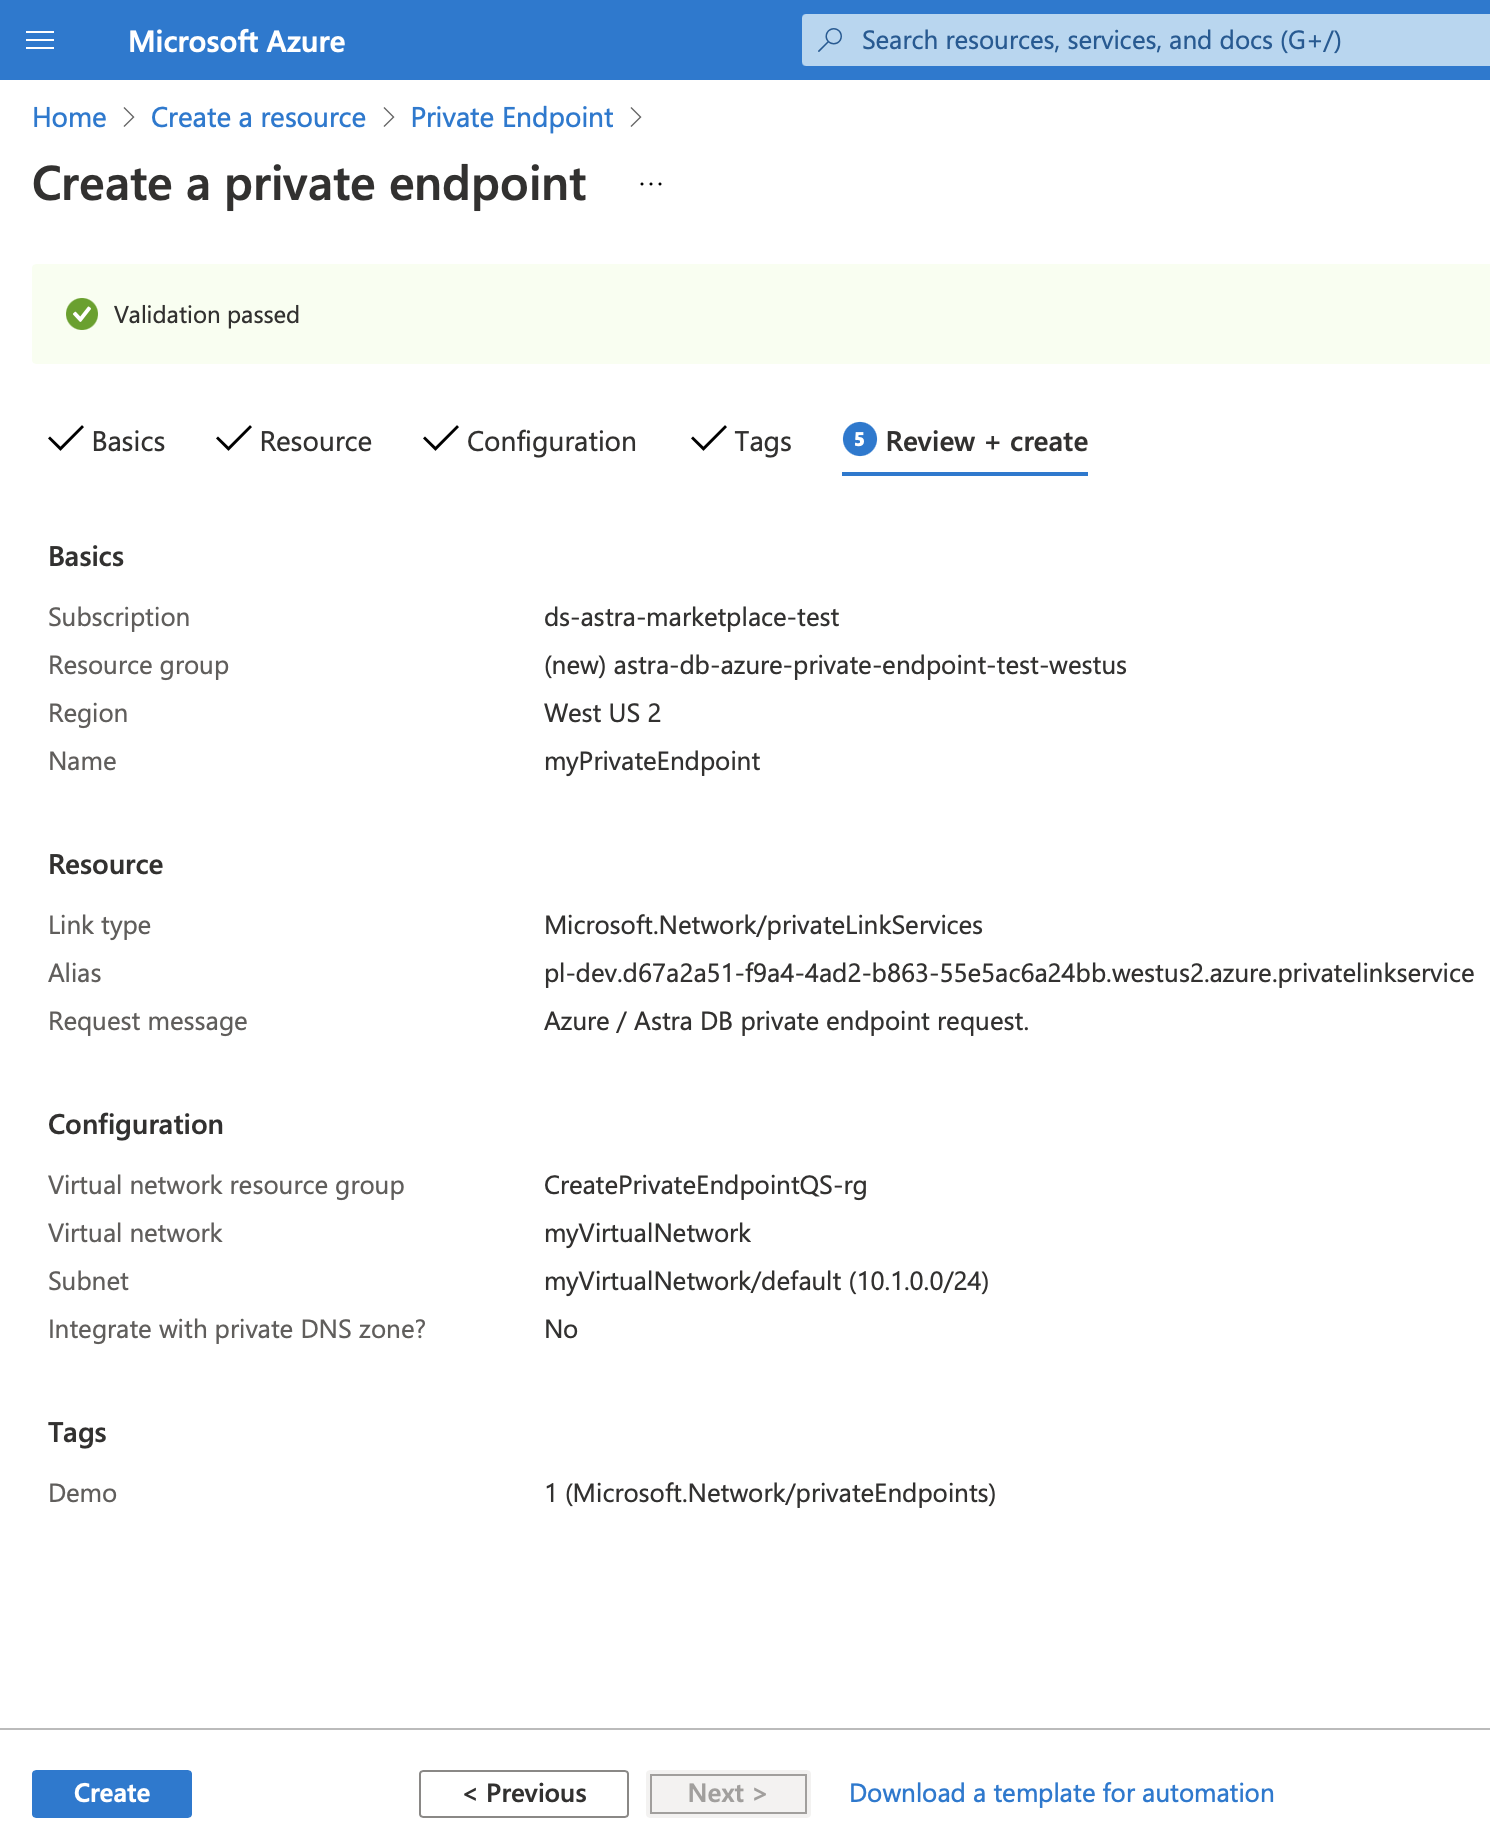 Microsoft Azure
Search resources, services, and docs (G+/)
Home > Create a resource > Private Endpoint >
Create a private endpoint ...
Validation passed
Basics Resource Configuration Tags 5 Review + create
Basics
Subscription ds-astra-marketplace-test
Resource group (new) astra-db-azure-private-endpoint-test-westus
Region West US 2
Name myPrivateEndpoint
Resource
Link type Microsoft.Network/privateLinkServices
Alias pl-dev.d67a2a51-f9a4-4ad2-b863-55e5ac6a24bb.westus2.azure.privatelinkservice
Request message Azure / Astra DB private endpoint request.
Configuration
Virtual network resource group CreatePrivateEndpointQS-rg
Virtual network myVirtualNetwork
Subnet myVirtualNetwork/default (10.1.0.0/24)
Integrate with private DNS zone? No
Tags
Demo 1 (Microsoft.Network/privateEndpoints)
Create < Previous Next > Download a template for automation